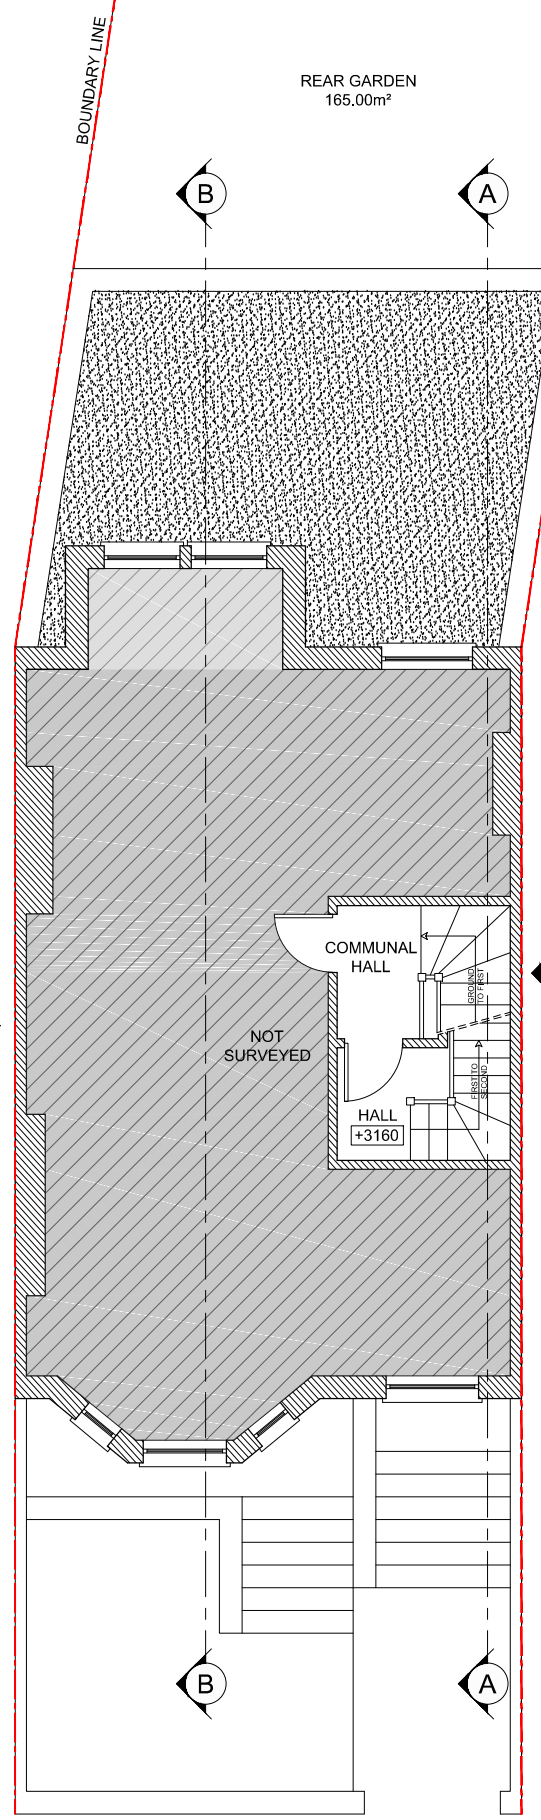 BOUNDARY LINE
REAR GARDEN
165.00m²
B
A
COMMUNAL
HALL
GROUND
TO FIRST
NOT
SURVEYED
FIRST TO
SECOND
HALL
+3160
B
A